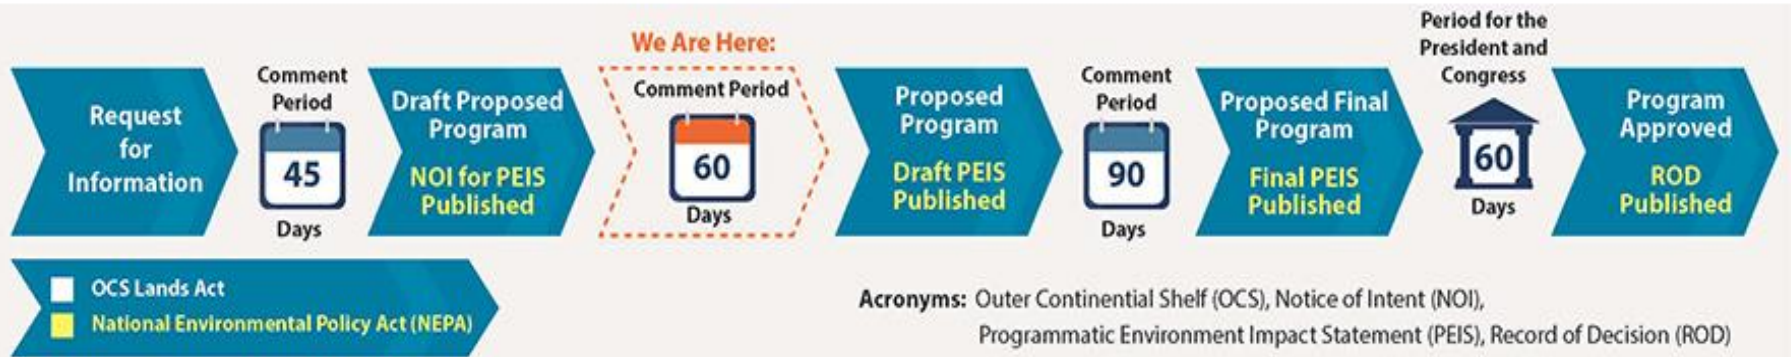 Request
for
Information
Comment
Period
45
Days
Draft Proposed
Program
NOI for PEIS
Published
We Are Here:
Comment Period
60
Days
Proposed
Program
Draft PEIS
Published
Comment
Period
90
Days
Proposed Final
Program
Final PEIS
Published
Period for the
President and
Congress
60
Days
Program
Approved
ROD
Published
OCS Lands Act
National Environmental Policy Act (NEPA)
Acronyms: Outer Continental Shelf (OCS), Notice of Intent (NOI),
Programmatic Environment Impact Statement (PEIS), Record of Decision (ROD)